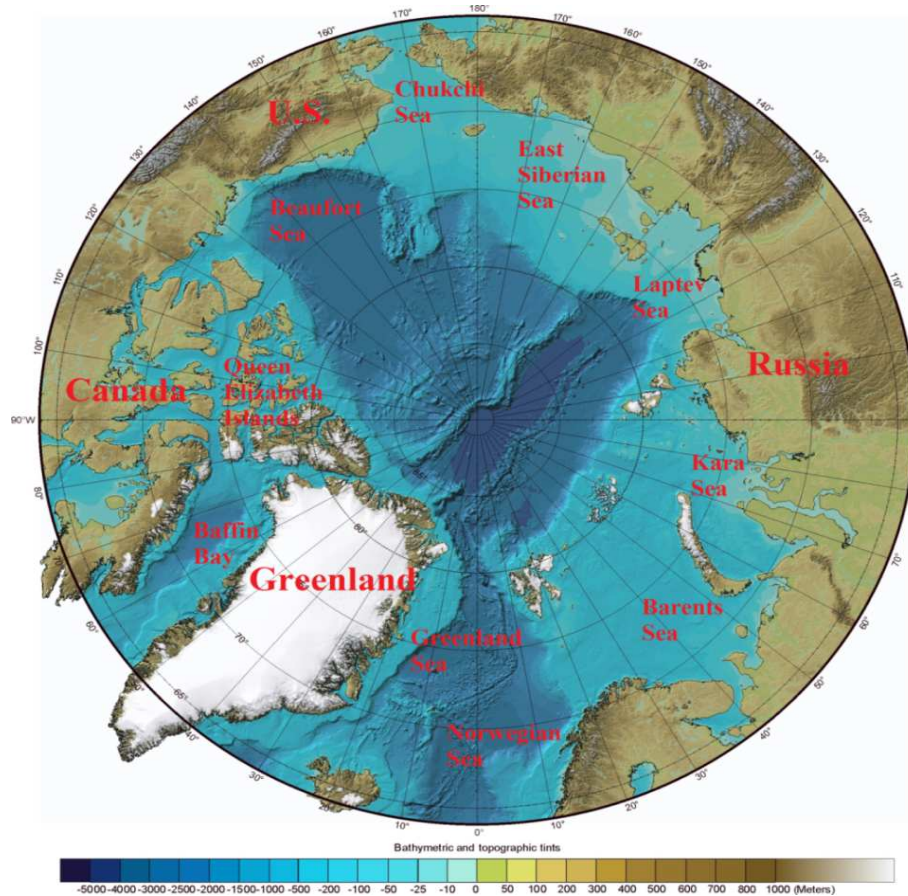 180°
170°
170°
160°
160°
150°
150°
140°
140°
130°
130°
120°
120°
110°
110°
100°
100°
90°W
80°
80°
70°
60°
60°
50°
50°
40°
40°
30°
30°
20°
20°
10°
10°
0°
80°
70°
65°
U.S.
Chukchi
Sea
East
Siberian
Sea
Beaufort
Sea
Laptev
Sea
Russia
Queen
Elizabeth
Islands
Canada
Kara
Sea
Baffin
Bay
Greenland
Barents
Sea
Greenland
Sea
Norwegian
Sea
Bathymetric and topographic tints
-5000 -4000 -3000 -2000 -1500 -1000 -500 -200 -50 -25 -10 0 50 100 200 300 400 500 600 700 800 1000 (Meters)